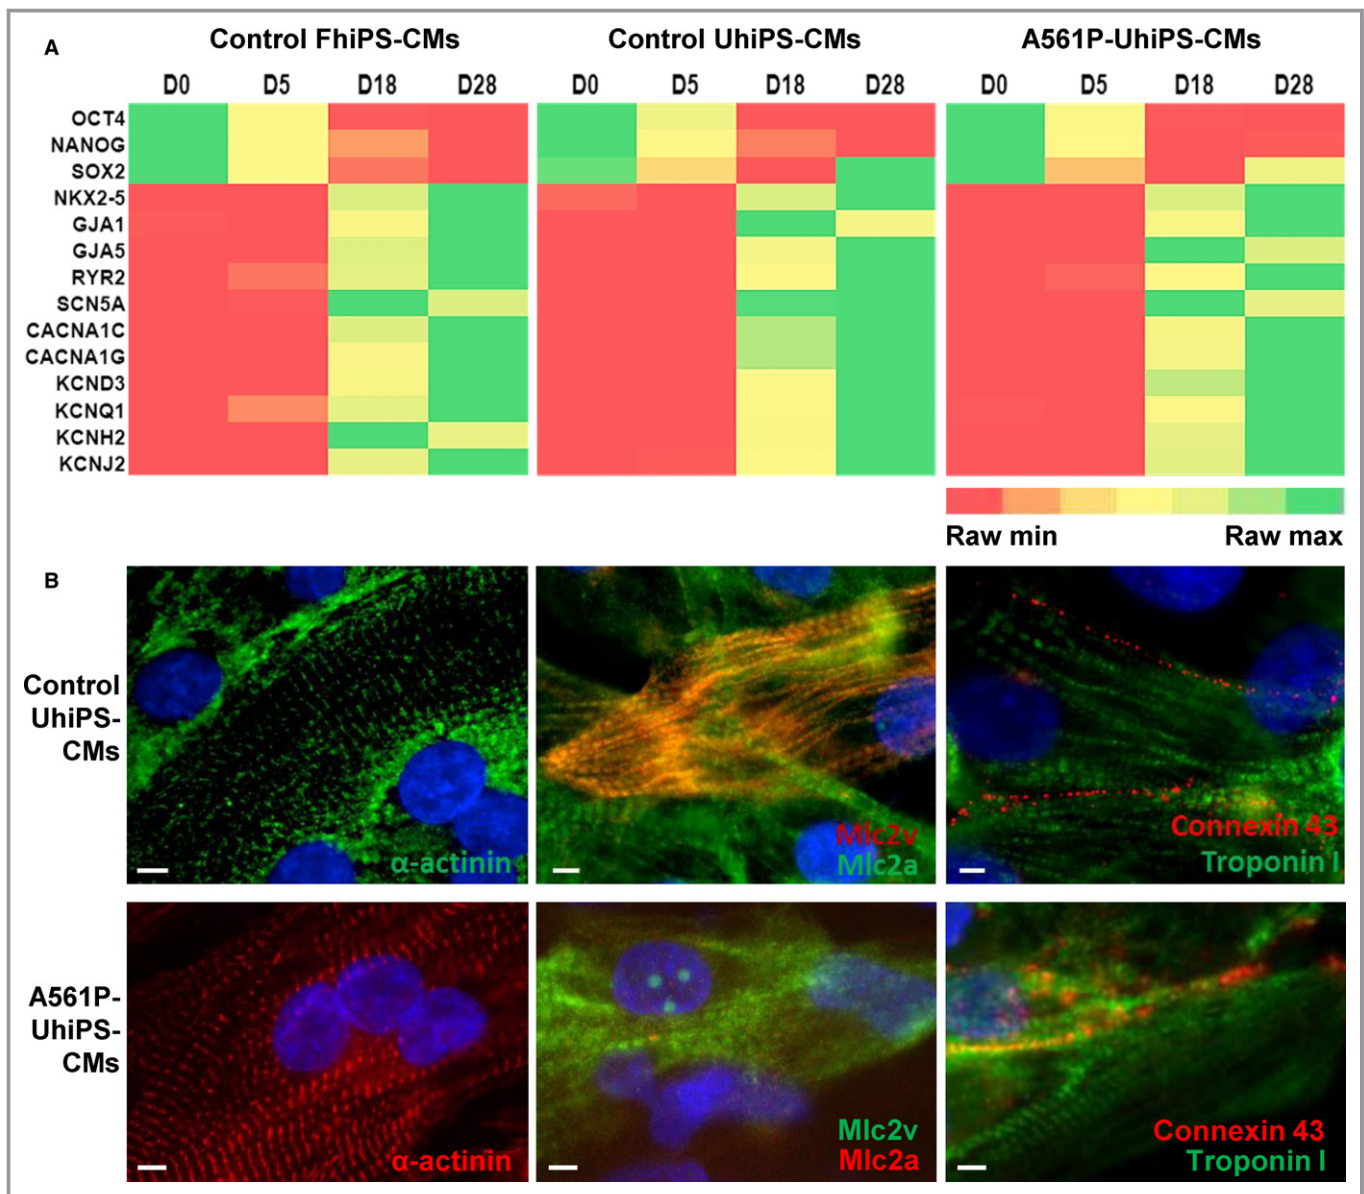 A
Control FhiPS-CMs
Control UhiPS-CMs
A561P-UhiPS-CMs
D0 D5 D18 D28
D0 D5 D18 D28
D0 D5 D18 D28
OCT4
NANOG
SOX2
NKX2-5
GJA1
GJA5
RYR2
SCN5A
CACNA1C
CACNA1G
KCND3
KCNQ1
KCNH2
KCNJ2
Raw min
Raw max
B
Control
UhiPS-
CMs
α-actinin
Mlc2v
Mlc2a
Connexin 43
Troponin I
A561P-
UhiPS-
CMs
α-actinin
Mlc2v
Mlc2a
Connexin 43
Troponin I